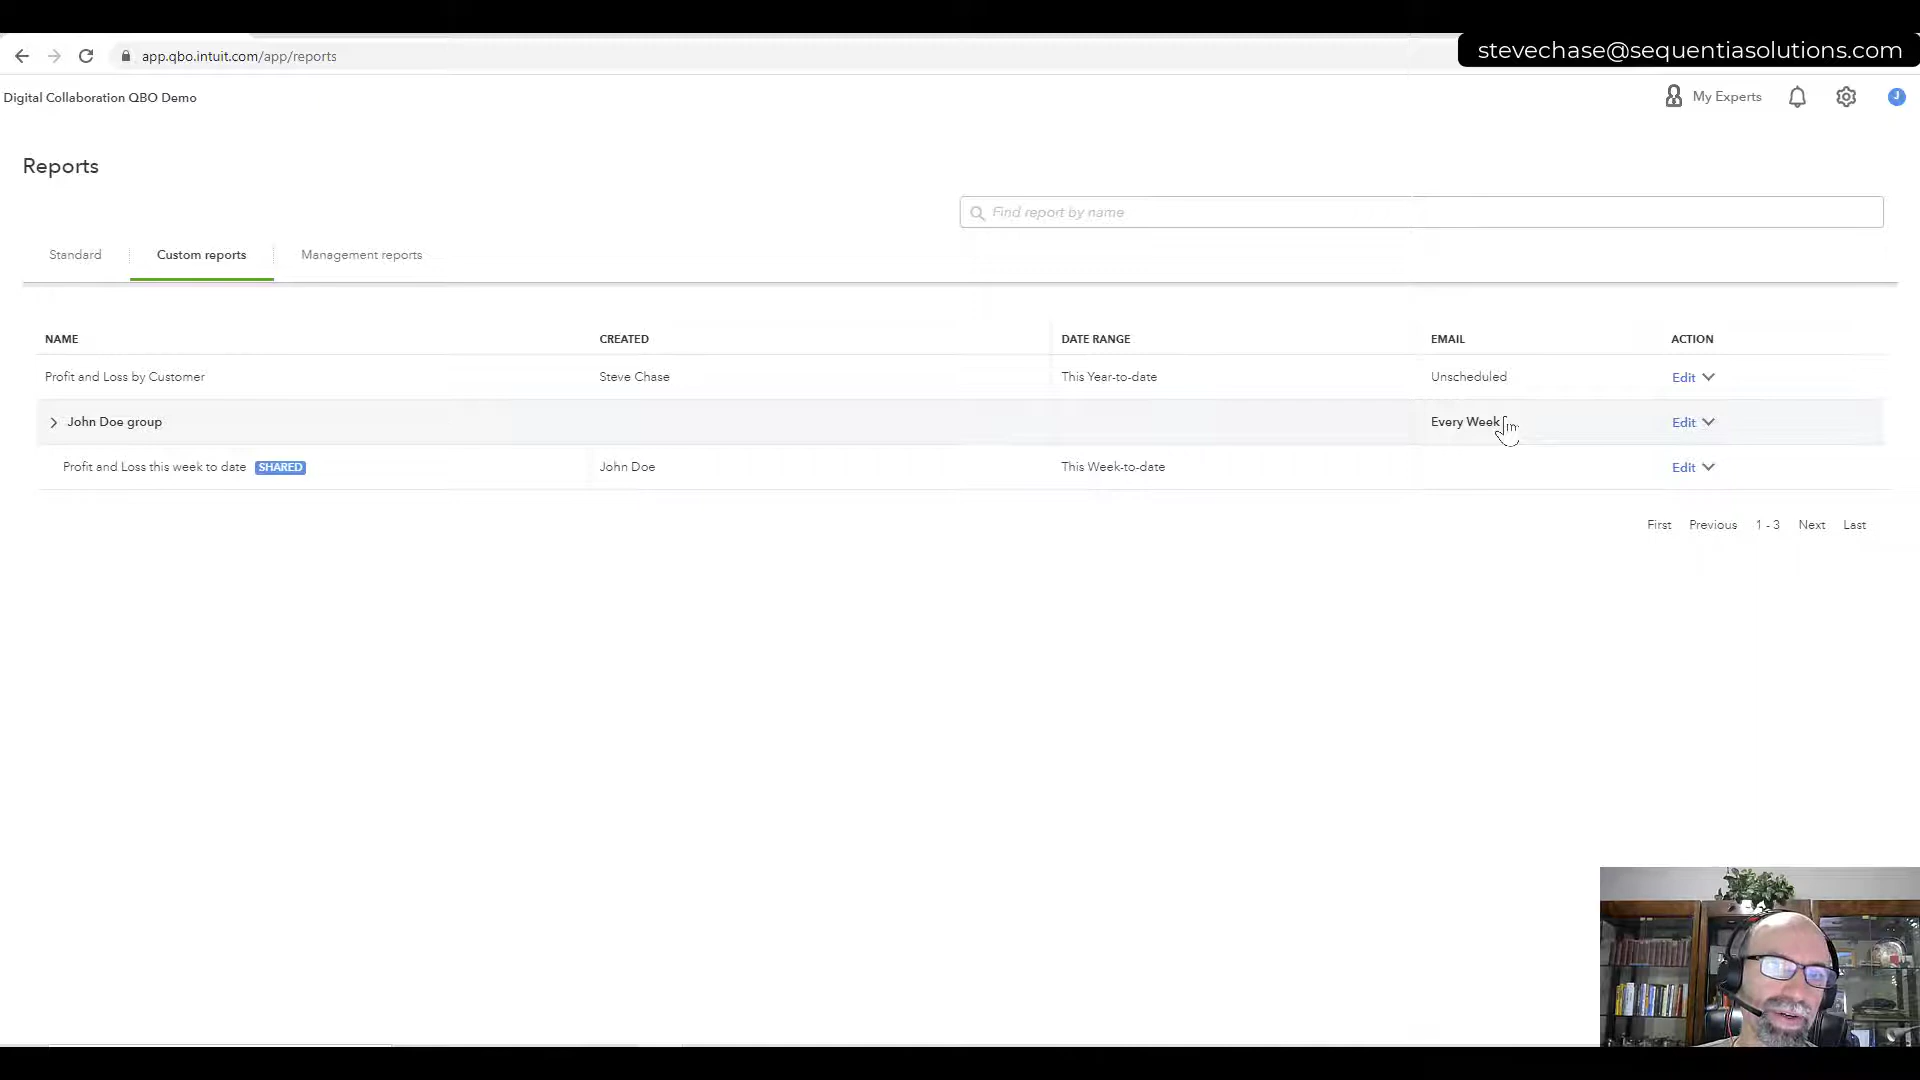 stevechase@sequentiasolutions.com
app.qbo.intuit.com/app/reports
Digital Collaboration QBO Demo
My Experts
J
Reports
Find report by name
Standard
Custom reports
Management reports
NAME CREATED DATE RANGE EMAIL ACTION
Profit and Loss by Customer Steve Chase This Year-to-date Unscheduled Edit
John Doe group Every Week Edit
Profit and Loss this week to date SHARED John Doe This Week-to-date Edit
First Previous 1 - 3 Next Last